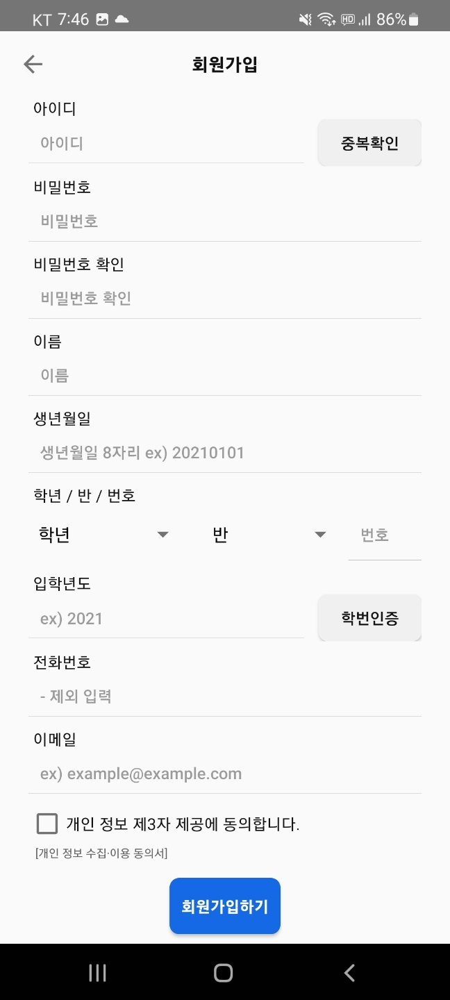 KT 7:46 HD 86%
회원가입
아이디
아이디 중복확인
비밀번호
비밀번호
비밀번호 확인
비밀번호 확인
이름
이름
생년월일
생년월일 8자리 ex) 20210101
학년 / 반 / 번호
학년 반 번호
입학년도
ex) 2021 학번인증
전화번호
- 제외 입력
이메일
ex) example@example.com
개인 정보 제3자 제공에 동의합니다.
[개인 정보 수집·이용 동의서]
회원가입하기